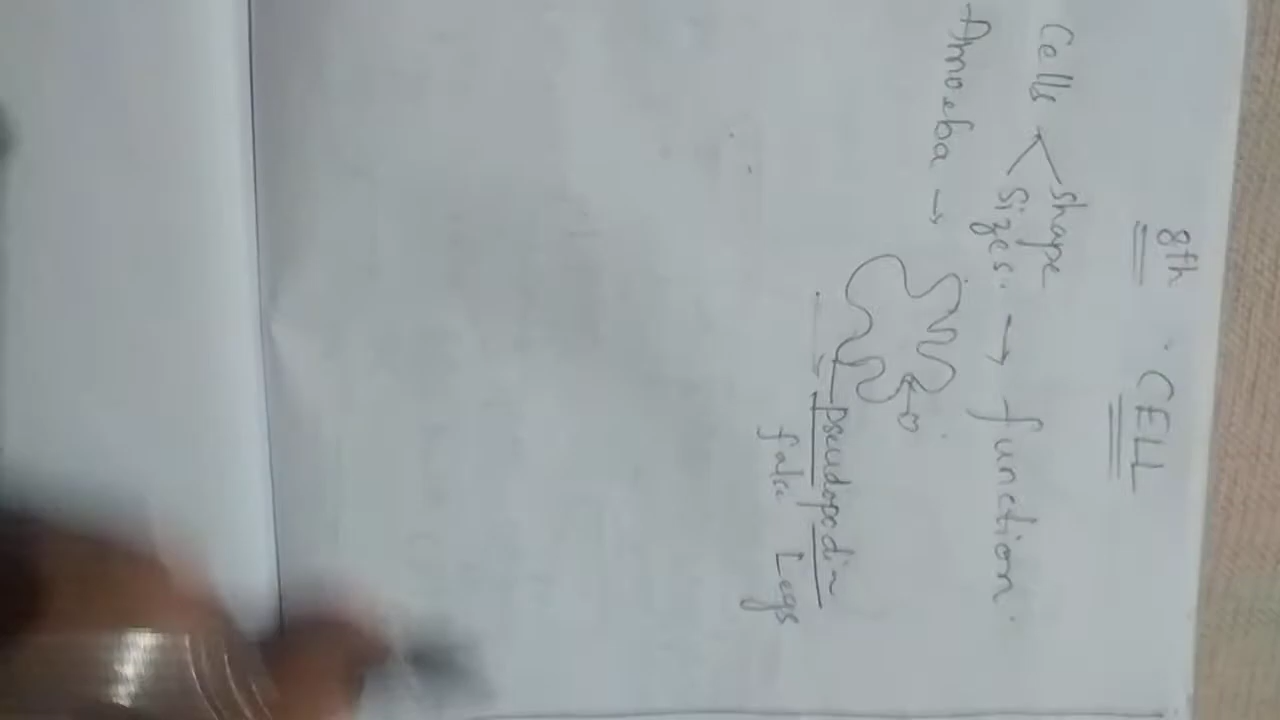 8th . CELL
Cells < shape
sizes. → function.
Amoeba →
pseudopodia
false Legs